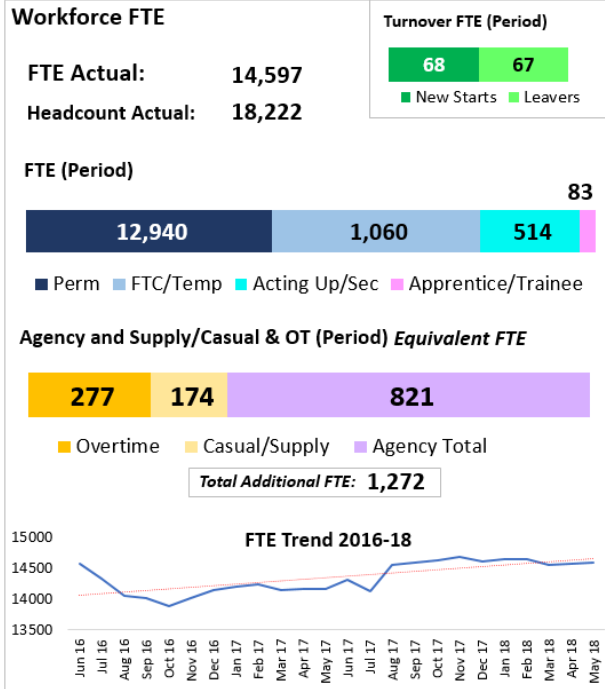 Workforce FTE
Turnover FTE (Period)
68 67
New Starts Leavers
FTE Actual: 14,597
Headcount Actual: 18,222
FTE (Period)
83
12,940 1,060 514
Perm FTC/Temp Acting Up/Sec Apprentice/Trainee
Agency and Supply/Casual & OT (Period) Equivalent FTE
277 174 821
Overtime Casual/Supply Agency Total
Total Additional FTE: 1,272
FTE Trend 2016-18
15000
14500
14000
13500
Jun 16
Jul 16
Aug 16
Sep 16
Oct 16
Nov 16
Dec 16
Jan 17
Feb 17
Mar 17
Apr 17
May 17
Jun 17
Jul 17
Aug 17
Sep 17
Oct 17
Nov 17
Dec 17
Jan 18
Feb 18
Mar 18
Apr 18
May 18